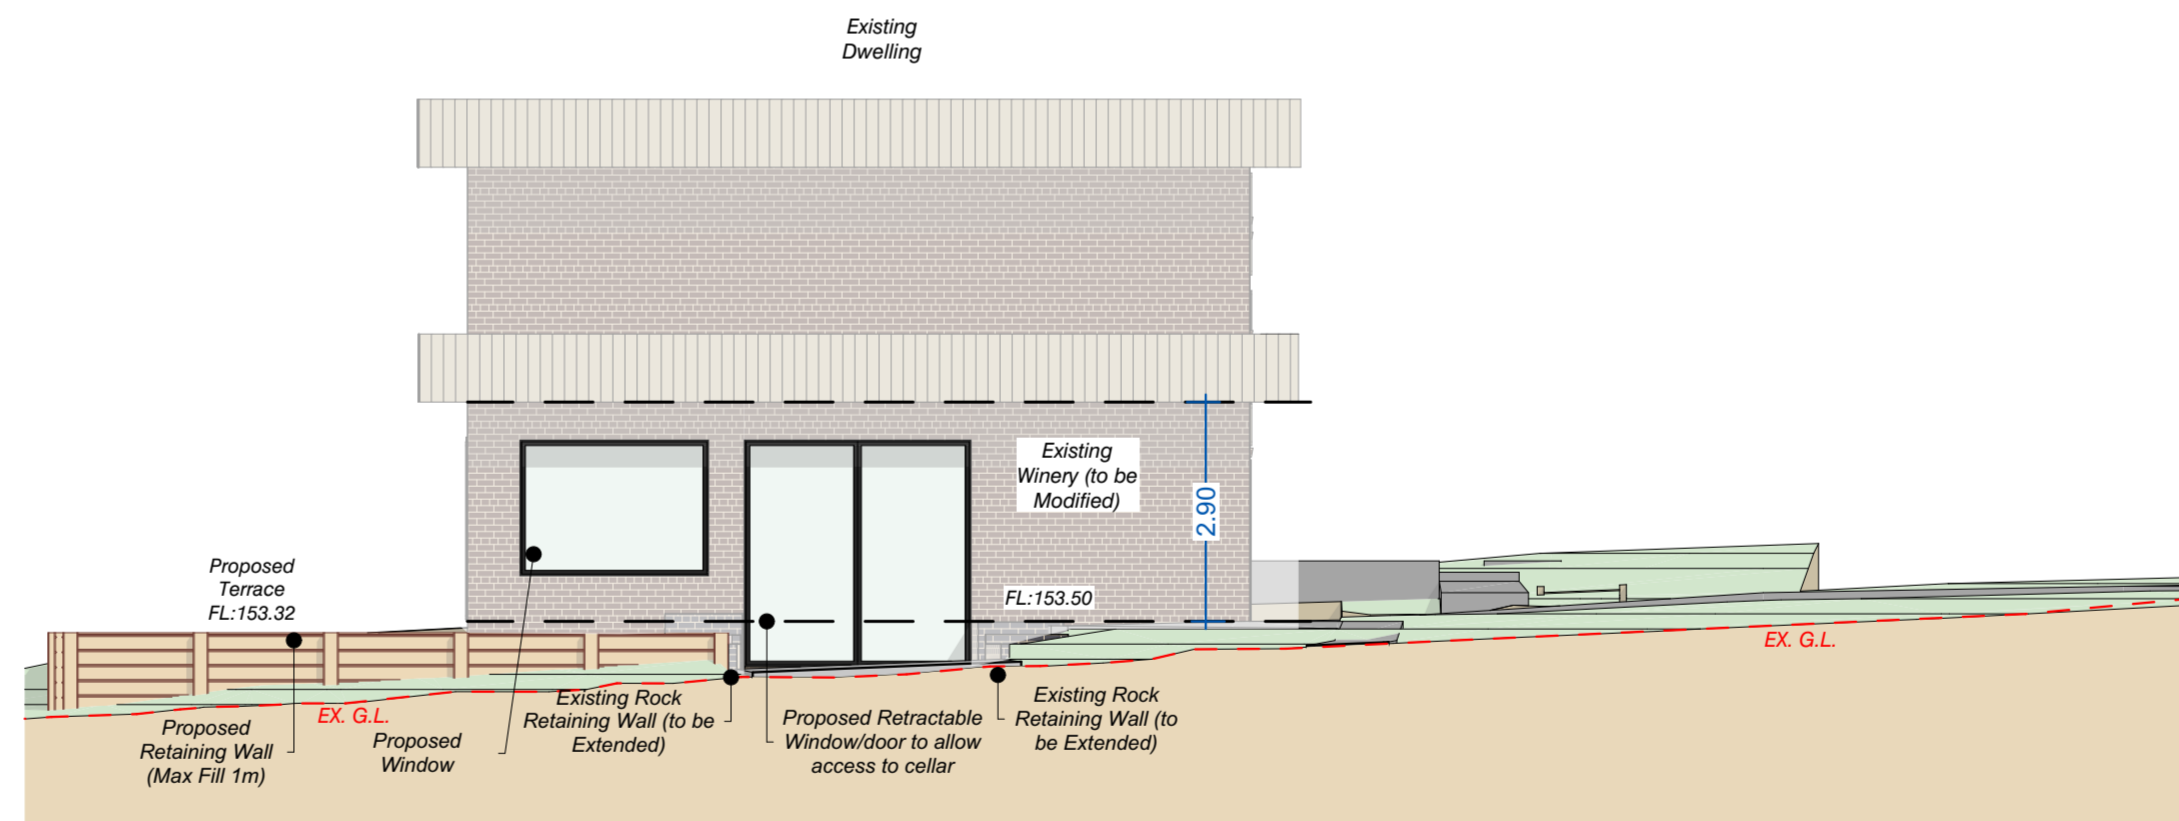 Existing
Dwelling
Existing
Winery (to be
Modified)
2.90
Proposed
Terrace
FL:153.32
FL:153.50
EX. G.L.
EX. G.L.
Proposed
Retaining Wall
(Max Fill 1m)
Proposed
Window
Existing Rock
Retaining Wall (to be
Extended)
Proposed Retractable
Window/door to allow
access to cellar
Existing Rock
Retaining Wall (to
be Extended)